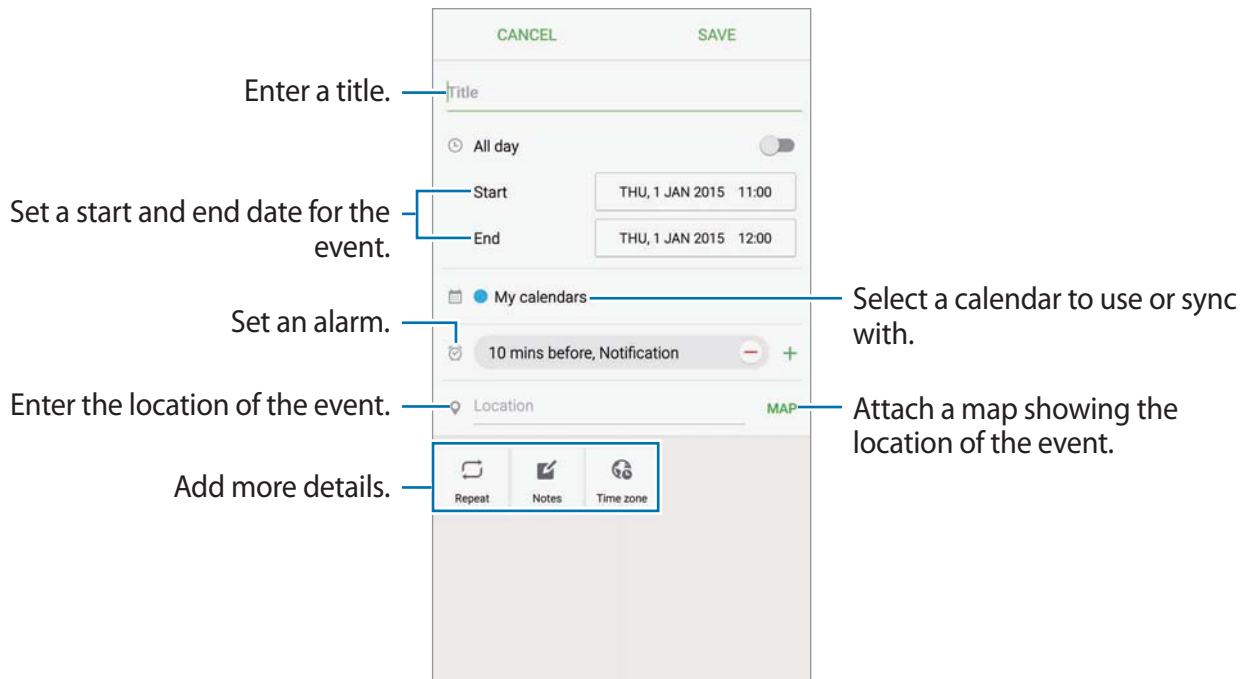 CANCEL SAVE
Enter a title.
Title
All day
Start THU, 1 JAN 2015 11:00
Set a start and end date for the
event.
End THU, 1 JAN 2015 12:00
My calendars
Select a calendar to use or sync
with.
Set an alarm.
10 mins before, Notification
Enter the location of the event.
Location
MAP
Attach a map showing the
location of the event.
Add more details.
Repeat Notes Time zone